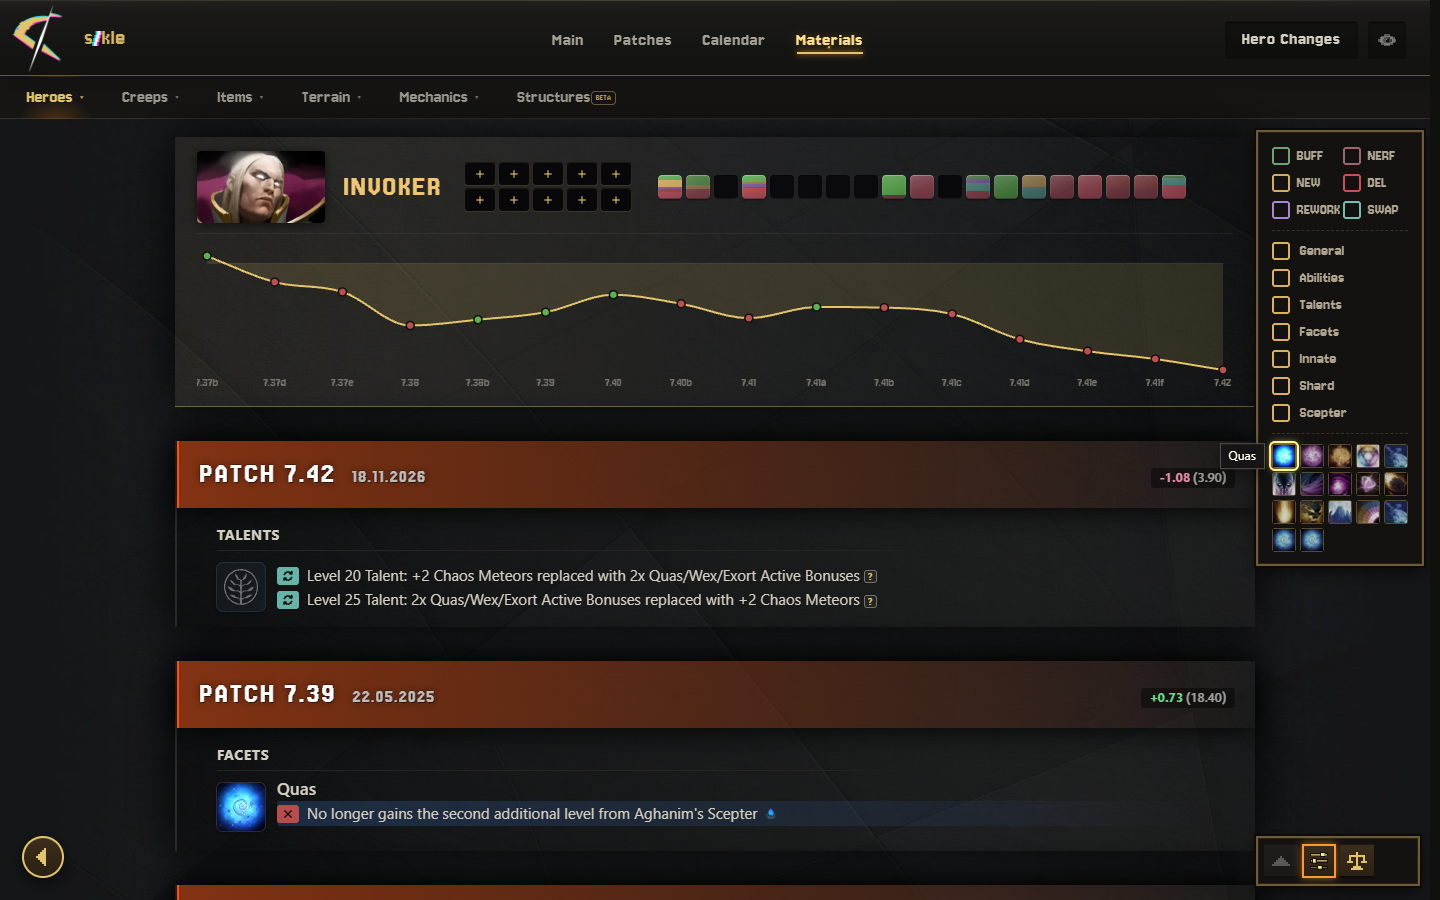 s/kle
Main
Patches
Calendar
Materials
Hero Changes
Heroes
Creeps
Items
Terrain
Mechanics
Structures BETA
INVOKER
7.37b 7.37d 7.37e 7.38 7.38b 7.39 7.40 7.40b 7.41 7.41a 7.41b 7.41c 7.41d 7.41e 7.41f 7.42
BUFF NERF
NEW DEL
REWORK SWAP
General
Abilities
Talents
Facets
Innate
Shard
Scepter
Quas
PATCH 7.42 18.11.2026
-1.08 (3.90)
TALENTS
Level 20 Talent: +2 Chaos Meteors replaced with 2x Quas/Wex/Exort Active Bonuses ?
Level 25 Talent: 2x Quas/Wex/Exort Active Bonuses replaced with +2 Chaos Meteors ?
PATCH 7.39 22.05.2025
+0.73 (18.40)
FACETS
Quas
No longer gains the second additional level from Aghanim's Scepter